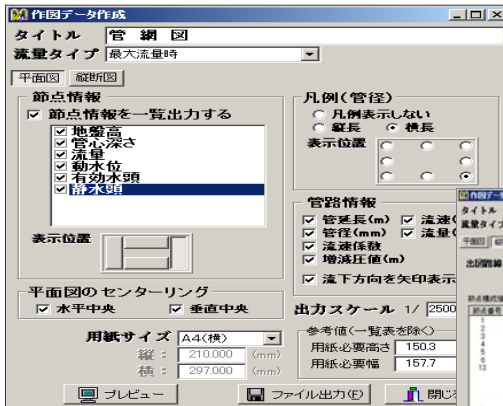 作図データ作成
タイトル 管 網 図
流量タイプ 最大流量時
平面図 縦断図
節点情報
節点情報を一覧出力する
地盤高
管心深さ
流量
動水位
有効水頭
静水頭
表示位置
平面図のセンターリング
水平中央 垂直中央
用紙サイズ A4(横)
縦： 210.000 (mm)
横： 297.000 (mm)
凡例(管径)
凡例表示しない
縦長 横長
表示位置
管路情報
管延長(m) 流速(
管径(mm) 流量(
流速係数
増減圧値(m)
流下方向を矢印表示
出力スケール 1/ 2500
参考値(一覧表を除く)
用紙必要高さ 150.3
用紙必要幅 157.7
プレビュー ファイル出力(F) 閉じ
作図デー
タイトル
流量タイプ
平面図
出図路線
節点番号
1
2
3
4
5
6
13